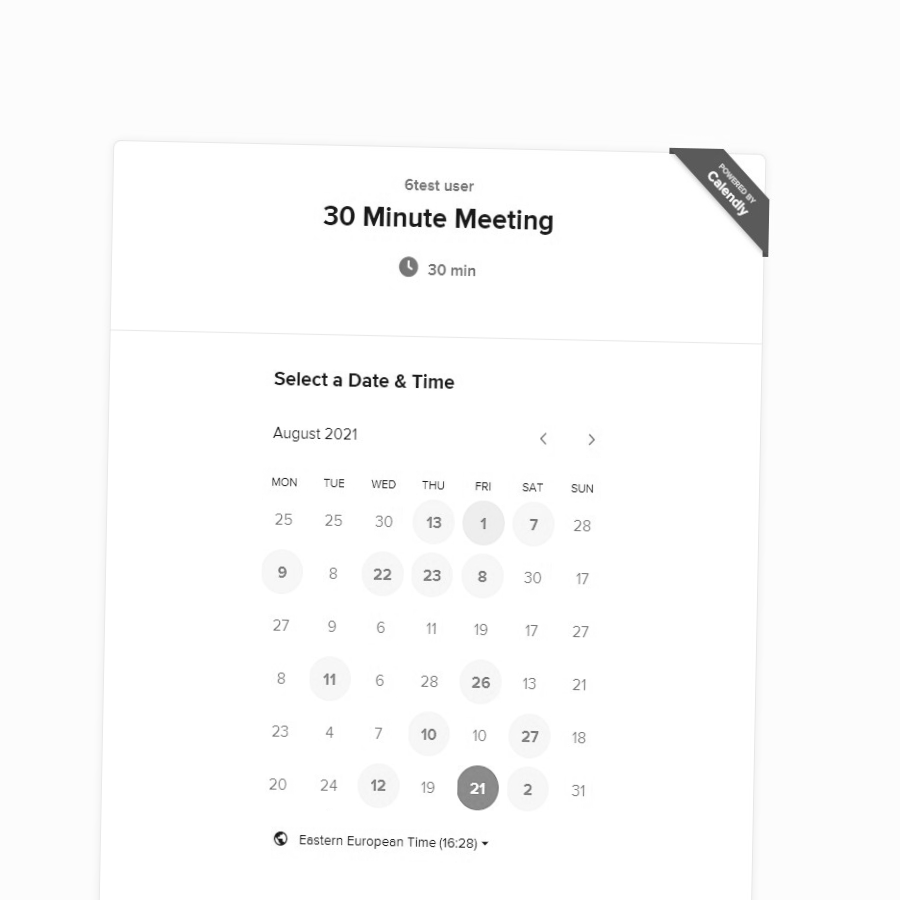 POWERED BY
Calendly
6test user
30 Minute Meeting
30 min
Select a Date & Time
August 2021
MON TUE WED THU FRI SAT SUN
25 25 30 13 1 7 28
9 8 22 23 8 30 17
27 9 6 11 19 17 27
8 11 6 28 26 13 21
23 4 7 10 10 27 18
20 24 12 19 21 2 31
Eastern European Time (16:28)